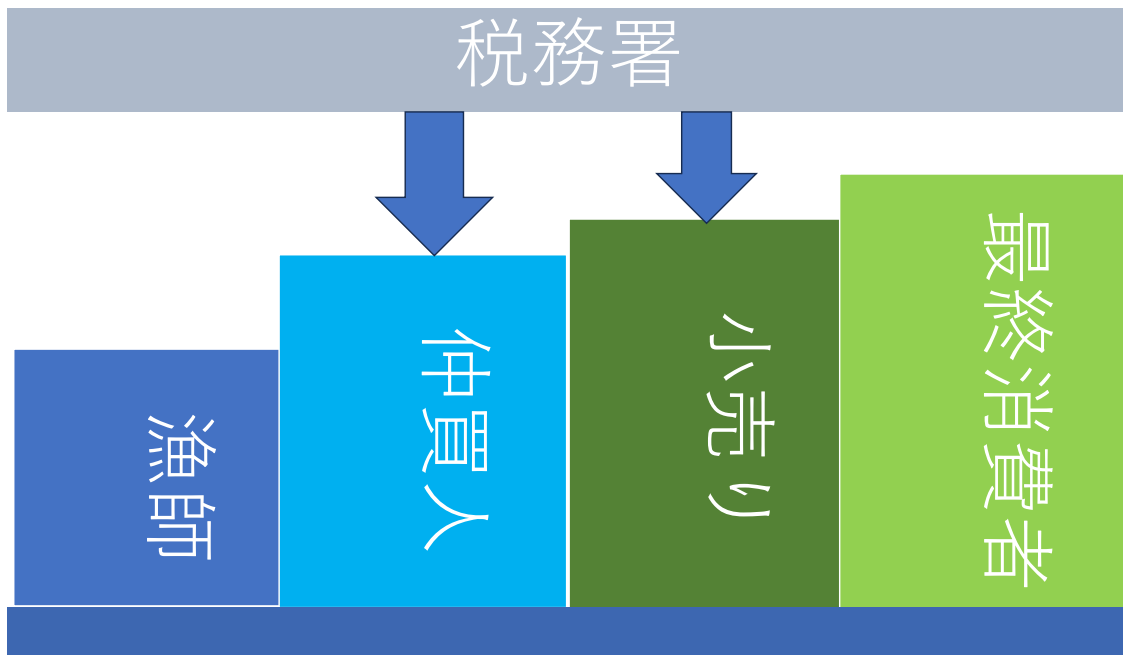 税務署
漁師
仲買人
小売り
最終消費者